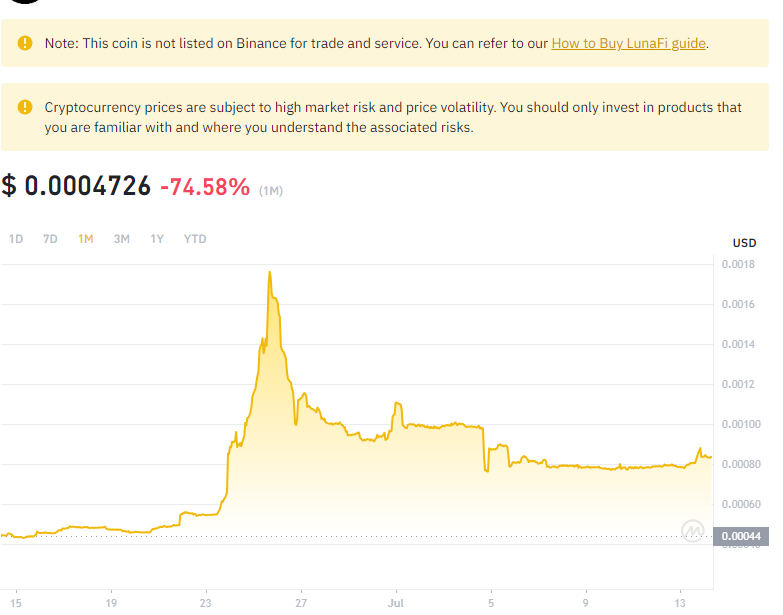 Note: This coin is not listed on Binance for trade and service. You can refer to our How to Buy LunaFi guide.
Cryptocurrency prices are subject to high market risk and price volatility. You should only invest in products that
you are familiar with and where you understand the associated risks.
$ 0.0004726 -74.58% (1M)
1D 7D 1M 3M 1Y YTD
USD
0.0018
0.0016
0.0014
0.0012
0.00100
0.00080
0.00060
0.00044
15 19 23 27 Jul 5 9 13